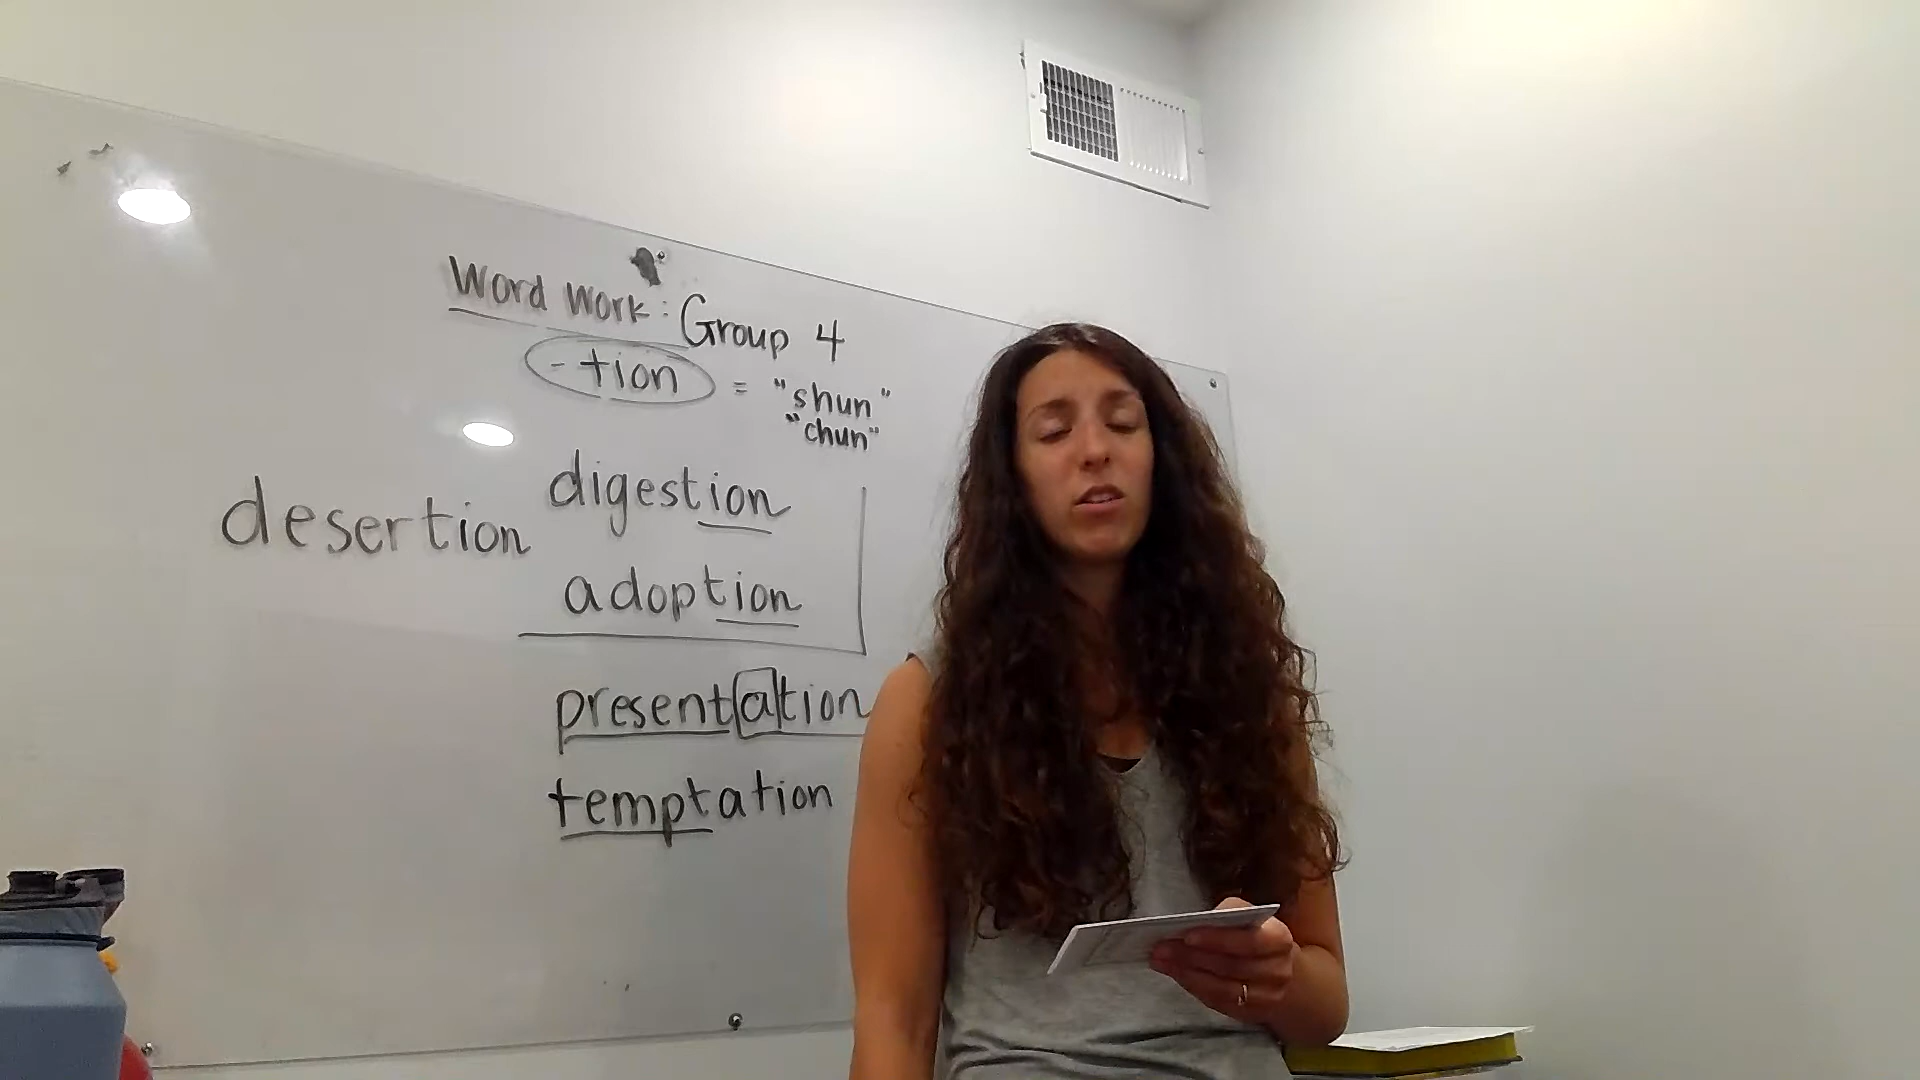 Word Work: Group 4
-tion = "shun"
"chun"
desertion
digestion
adoption
presentation
temptation